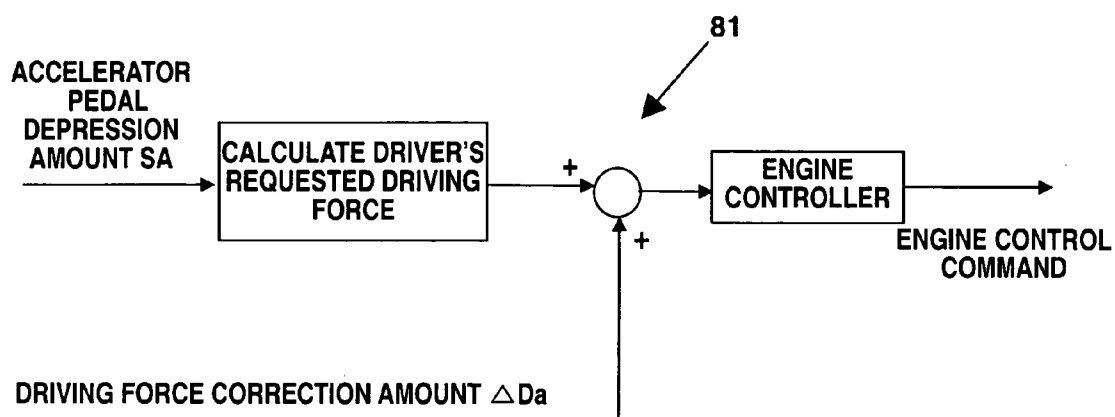 81
ACCELERATOR
PEDAL
DEPRESSION
AMOUNT SA
CALCULATE DRIVER'S
REQUESTED DRIVING
FORCE
+
+
ENGINE
CONTROLLER
ENGINE CONTROL
COMMAND
DRIVING FORCE CORRECTION AMOUNT △Da